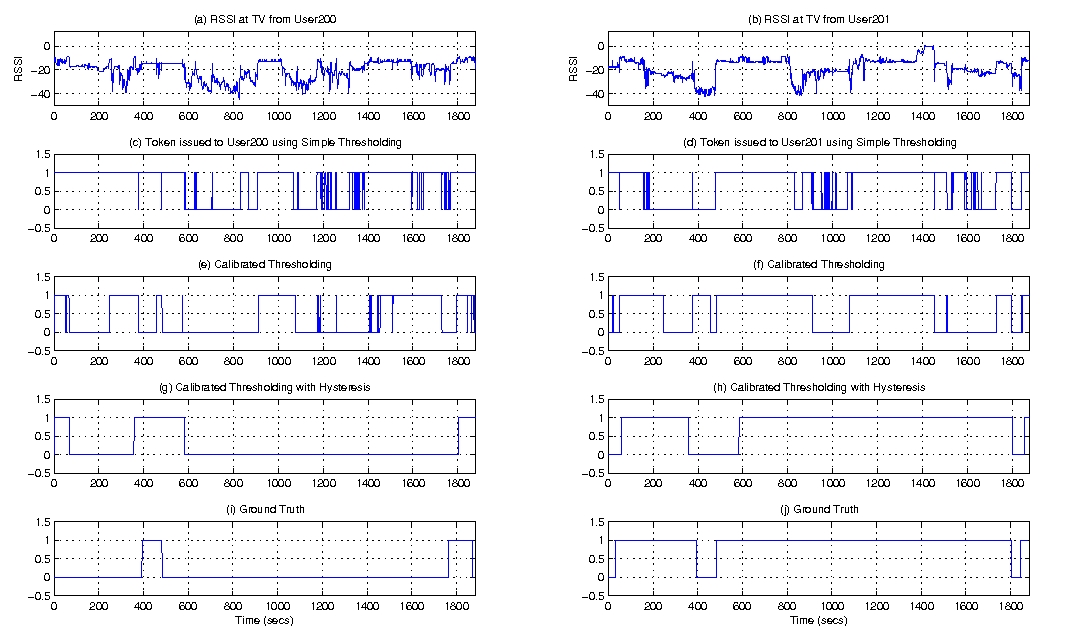 (a) RSSI at TV from User200
RSSI
0
−20
−40
0 200 400 600 800 1000 1200 1400 1600 1800
(b) RSSI at TV from User201
RSSI
0
−20
−40
0 200 400 600 800 1000 1200 1400 1600 1800
(c) Token issued to User200 using Simple Thresholding
1.5
1
0.5
0
−0.5
0 200 400 600 800 1000 1200 1400 1600 1800
(d) Token issued to User201 using Simple Thresholding
1.5
1
0.5
0
−0.5
0 200 400 600 800 1000 1200 1400 1600 1800
(e) Calibrated Thresholding
1.5
1
0.5
0
−0.5
0 200 400 600 800 1000 1200 1400 1600 1800
(f) Calibrated Thresholding
1.5
1
0.5
0
−0.5
0 200 400 600 800 1000 1200 1400 1600 1800
(g) Calibrated Thresholding with Hysteresis
1.5
1
0.5
0
−0.5
0 200 400 600 800 1000 1200 1400 1600 1800
(h) Calibrated Thresholding with Hysteresis
1.5
1
0.5
0
−0.5
0 200 400 600 800 1000 1200 1400 1600 1800
(i) Ground Truth
1.5
1
0.5
0
−0.5
0 200 400 600 800 1000 1200 1400 1600 1800
Time (secs)
(j) Ground Truth
1.5
1
0.5
0
−0.5
0 200 400 600 800 1000 1200 1400 1600 1800
Time (secs)